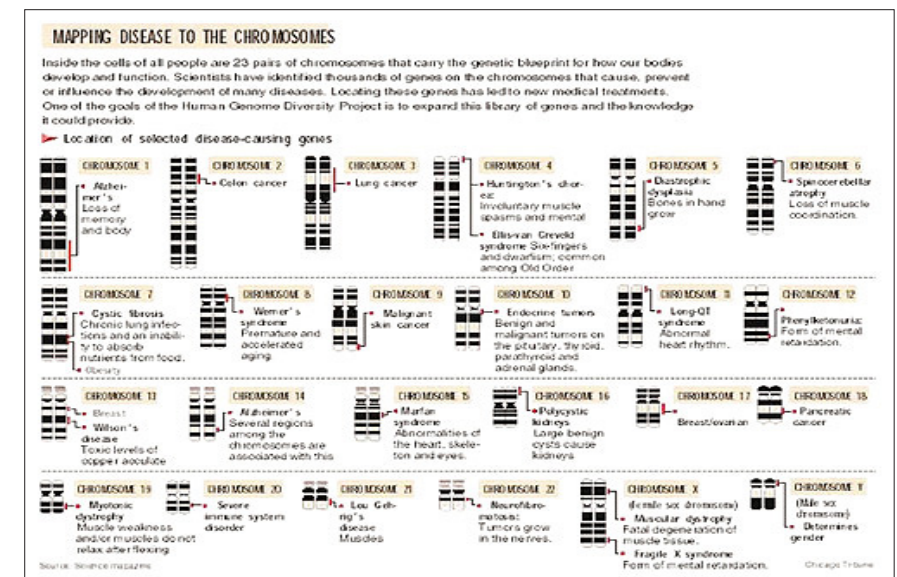 MAPPING DISEASE TO THE CHROMOSOMES
Inside the cells of all people are 23 pairs of chromosomes that carry the genetic blueprint for how our bodies
develop and function. Scientists have identified thousands of genes on the chromosomes that cause, prevent
or influence the development of many diseases. Locating these genes has led to new medical treatments.
One of the goals of the Human Genome Diversity Project is to expand this library of genes and the knowledge
it could provide.
Location of selected disease-causing genes
CHROMOSOME 1
Alzhei-
mer's
Loss of
memory
and body
CHROMOSOME 2
Colon cancer
CHROMOSOME 3
Lung cancer
CHROMOSOME 4
Huntington's chor-
ea:
Involuntary muscle
spasms and mental
Ellis-van Creveld
syndrome Six-fingers
and dwarfism; common
among Old Order
CHROMOSOME 5
Diastrophic
dysplasia
Bones in hand
grow
CHROMOSOME 6
Spinocerebellar
atrophy
Loss of muscle
coordination.
CHROMOSOME 7
Cystic fibrosis
Chronic lung infec-
tions and an inabili-
ty to absorb
nutrients from food.
Obesity
CHROMOSOME 8
Werner's
syndrome
Premature and
accelerated
aging
CHROMOSOME 9
Malignant
skin cancer
CHROMOSOME 10
Endocrine tumors
Benign and
malignant tumors on
the pituitary, thyroid,
parathyroid and
adrenal glands.
CHROMOSOME 11
Long-QT
syndrome
Abnormal
heart rhythm.
CHROMOSOME 12
Phenylketonuria:
Form of mental
retardation.
CHROMOSOME 13
Breast
Wilson's
disease
Toxic levels of
copper acculate
CHROMOSOME 14
Alzheimer's
Several regions
among the
chromosomes are
associated with this
CHROMOSOME 15
Marfan
syndrome
Abnormalities of
the heart, skele-
ton and eyes.
CHROMOSOME 16
Polycystic
kidneys
Large benign
cysts cause
kidneys
CHROMOSOME 17
Breast/ovarian
CHROMOSOME 18
Pancreatic
cancer
CHROMOSOME 19
Myotonic
dystrophy
Muscle weakness
and/or muscles do not
relax after flexing
CHROMOSOME 20
Severe
immune system
disorder
CHROMOSOME 21
Lou Geh-
rig's
disease
Muscles
CHROMOSOME 22
Neurofibro-
matous:
Tumors grow
in the nerves.
CHROMOSOME X
(female sex chromosome)
Muscular dystrophy
Fatal degeneration of
muscle tissue.
Fragile X syndrome
Form of mental retardation.
CHROMOSOME Y
(Male sex
chromosome)
Determines
gender
Source: Science magazine
Chicago Tribune